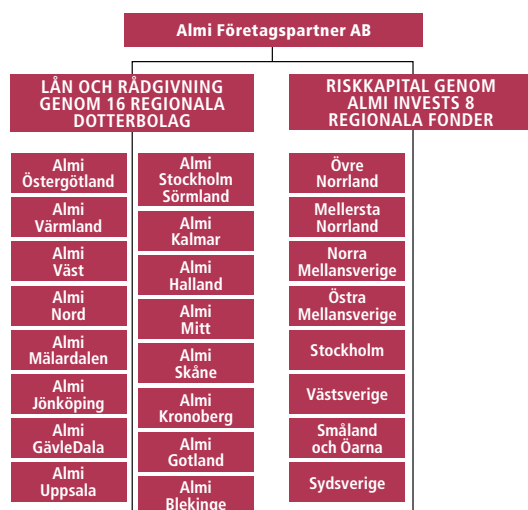 Almi Företagspartner AB
LÅN OCH RÅDGIVNING
GENOM 16 REGIONALA
DOTTERBOLAG
Almi
Östergötland
Almi
Värmland
Almi
Väst
Almi
Nord
Almi
Mälardalen
Almi
Jönköping
Almi
GävleDala
Almi
Uppsala
Almi
Stockholm
Sörmland
Almi
Kalmar
Almi
Halland
Almi
Mitt
Almi
Skåne
Almi
Kronoberg
Almi
Gotland
Almi
Blekinge
RISKKAPITAL GENOM
ALMI INVESTS 8
REGIONALA FONDER
Övre
Norrland
Mellersta
Norrland
Norra
Mellansverige
Östra
Mellansverige
Stockholm
Västsverige
Småland
och Öarna
Sydsverige